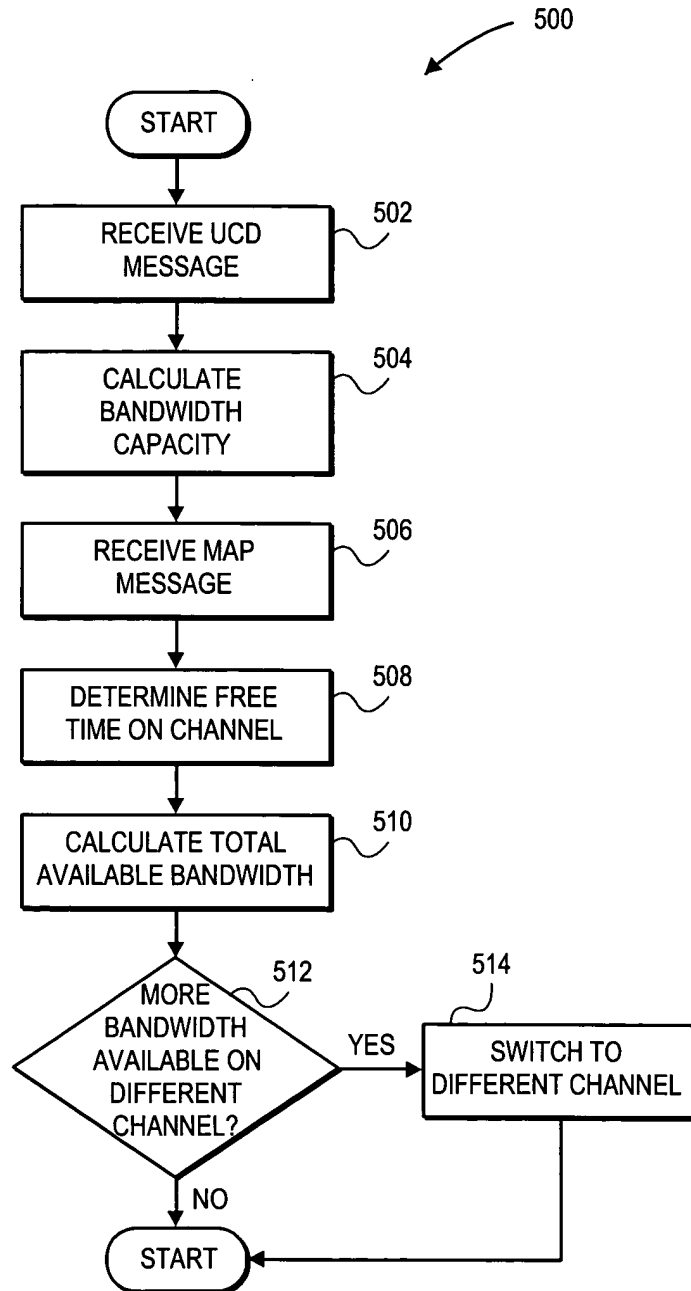 500
START
RECEIVE UCD
MESSAGE
502
CALCULATE
BANDWIDTH
CAPACITY
504
RECEIVE MAP
MESSAGE
506
DETERMINE FREE
TIME ON CHANNEL
508
CALCULATE TOTAL
AVAILABLE BANDWIDTH
510
MORE
BANDWIDTH
AVAILABLE ON
DIFFERENT
CHANNEL?
512
YES
514
SWITCH TO
DIFFERENT CHANNEL
NO
START